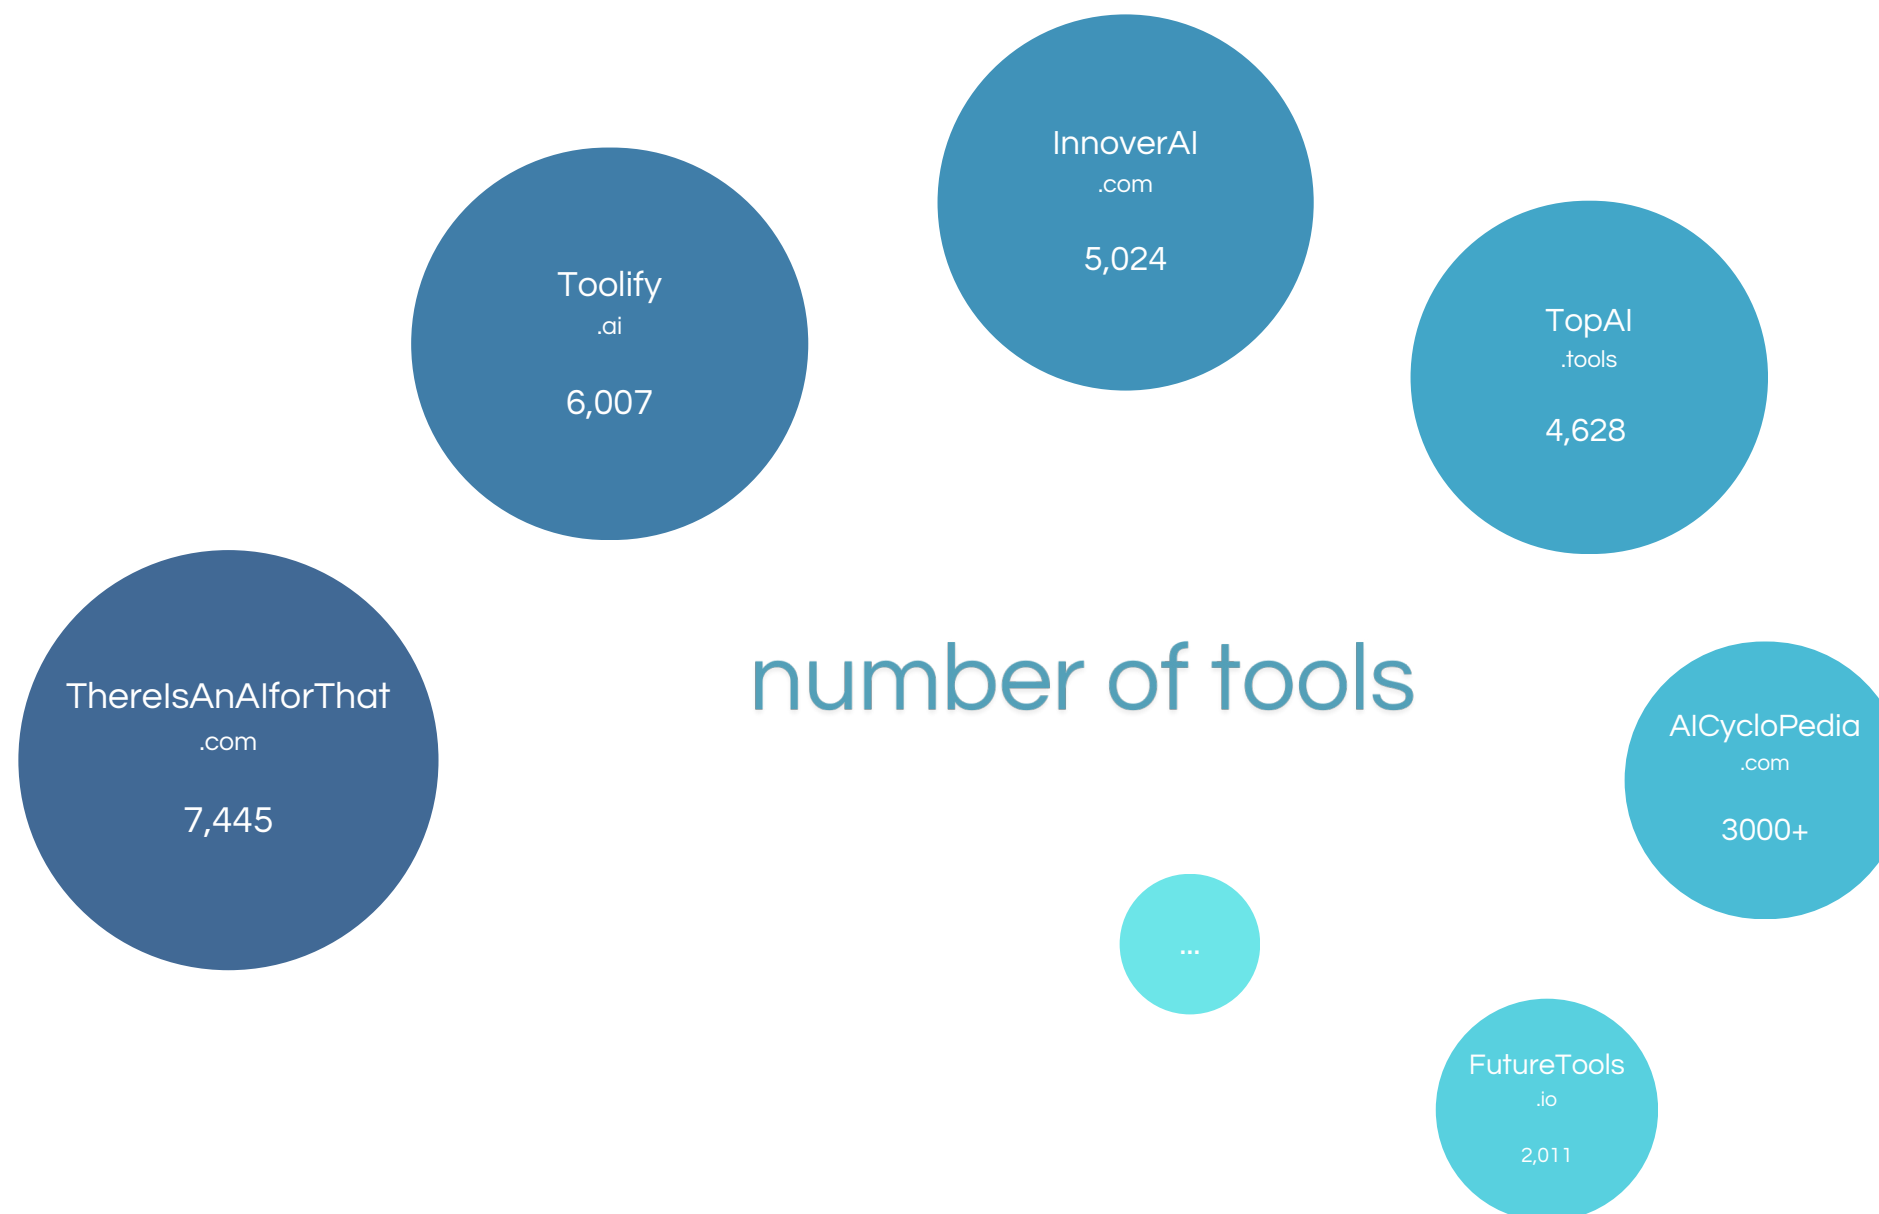 InnoverAI
.com
5,024
Toolify
.ai
6,007
TopAI
.tools
4,628
number of tools
ThereIsAnAIforThat
.com
7,445
AICycloPedia
.com
3000+
...
FutureTools
.io
2,011